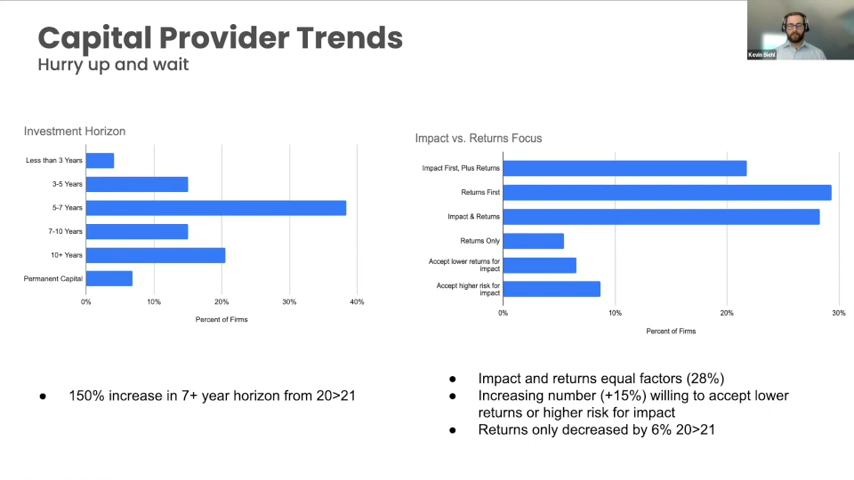 Capital Provider Trends
Hurry up and wait
Kevin Biehl
Investment Horizon
Less than 3 Years
3-5 Years
5-7 Years
7-10 Years
10+ Years
Permanent Capital
0% 10% 20% 30% 40%
Percent of Firms
Impact vs. Returns Focus
Impact First, Plus Returns
Returns First
Impact & Returns
Returns Only
Accept lower returns for
impact
Accept higher risk for
impact
0% 10% 20% 30%
Percent of Firms
● 150% increase in 7+ year horizon from 20>21
● Impact and returns equal factors (28%)
● Increasing number (+15%) willing to accept lower
returns or higher risk for impact
● Returns only decreased by 6% 20>21